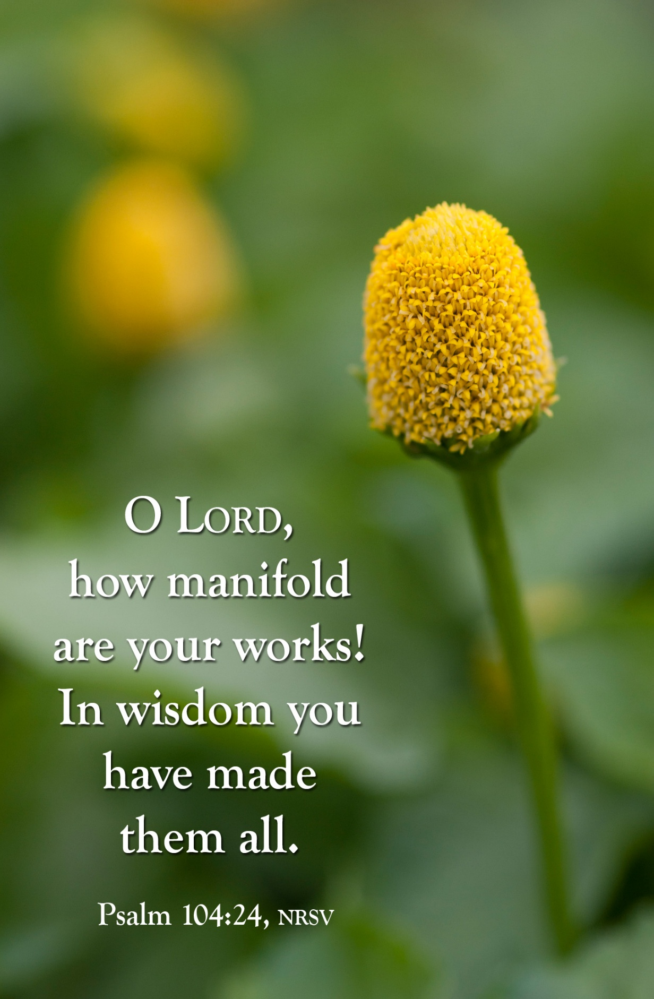 O LORD,
how manifold
are your works!
In wisdom you
have made
them all.
Psalm 104:24, NRSV